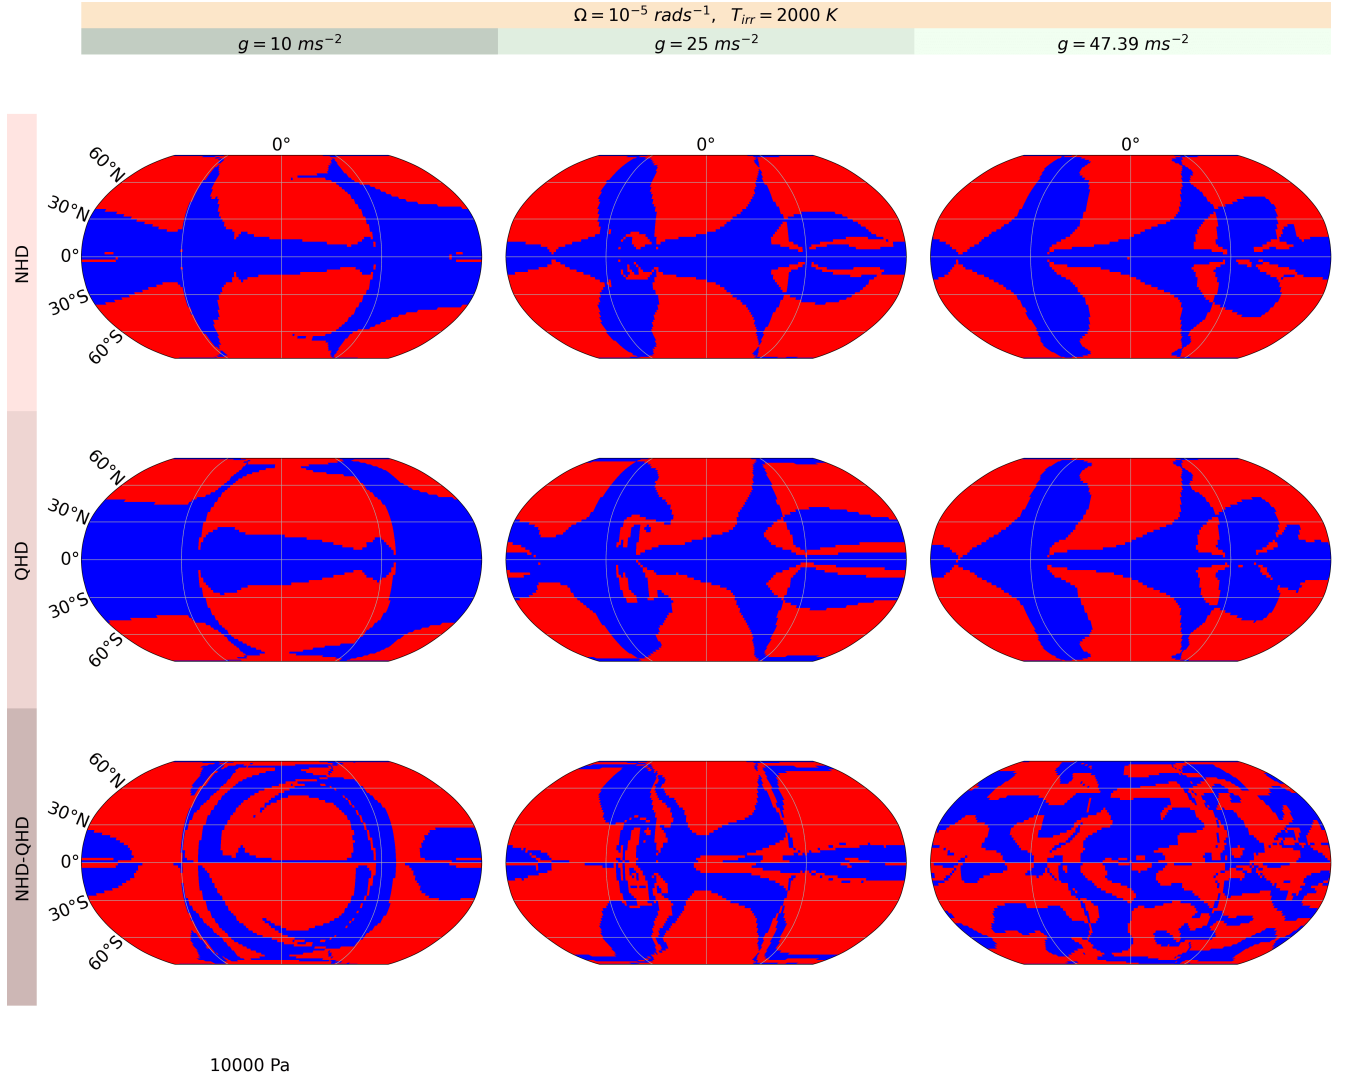 Ω = 10⁻⁵ rads⁻¹, T_irr = 2000 K
g = 10 ms⁻² g = 25 ms⁻² g = 47.39 ms⁻²
NHD
0° 0° 0°
60°N
30°N
0°
30°S
60°S
QHD
60°N
30°N
0°
30°S
60°S
NHD-QHD
60°N
30°N
0°
30°S
60°S
10000 Pa